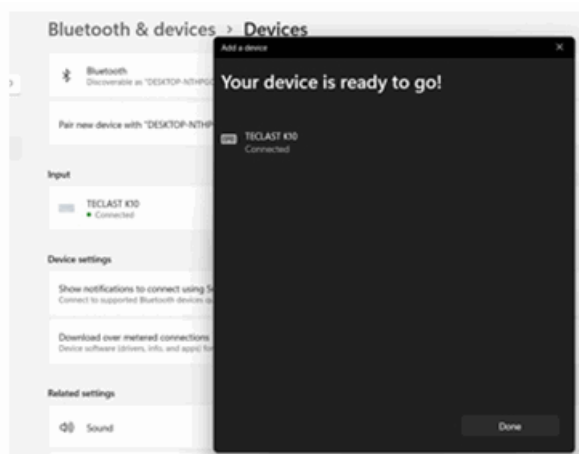 Bluetooth & devices › Devices
Bluetooth
Discoverable as "DESKTOP-NTHPG
Pair new device with "DESKTOP-NTHP
Input
TECLAST K10
Connected
Device settings
Show notifications to connect using
Connect to supported Bluetooth devices
Download over metered connections
Device software (drivers, info, and apps) for
Related settings
Sound
Add a device
Your device is ready to go!
TECLAST K10
Connected
Done